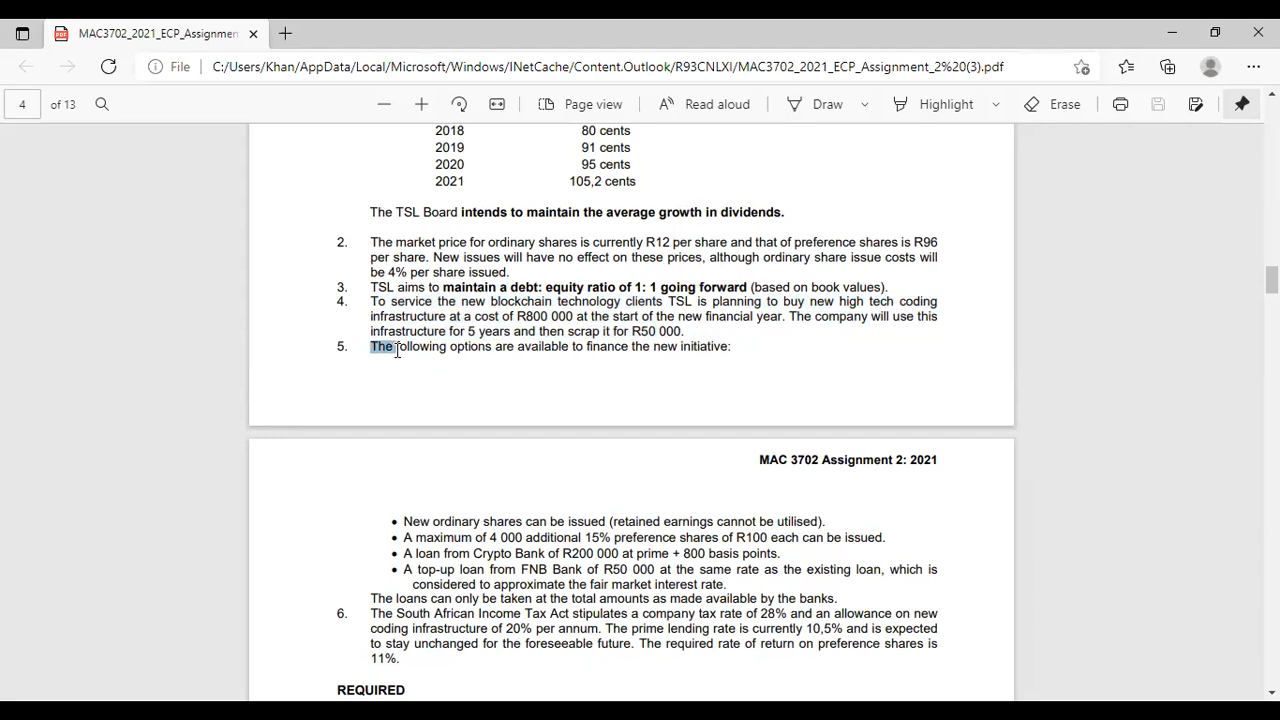 MAC3702_2021_ECP_Assignmen
File
C:/Users/Khan/AppData/Local/Microsoft/Windows/INetCache/Content.Outlook/R93CNLXI/MAC3702_2021_ECP_Assignment_2%20(3).pdf
4 of 13
Page view
Read aloud
Draw
Highlight
Erase
2018 80 cents
2019 91 cents
2020 95 cents
2021 105,2 cents
The TSL Board intends to maintain the average growth in dividends.
2. The market price for ordinary shares is currently R12 per share and that of preference shares is R96
per share. New issues will have no effect on these prices, although ordinary share issue costs will
be 4% per share issued.
3. TSL aims to maintain a debt: equity ratio of 1: 1 going forward (based on book values).
4. To service the new blockchain technology clients TSL is planning to buy new high tech coding
infrastructure at a cost of R800 000 at the start of the new financial year. The company will use this
infrastructure for 5 years and then scrap it for R50 000.
5. The following options are available to finance the new initiative:
MAC 3702 Assignment 2: 2021
• New ordinary shares can be issued (retained earnings cannot be utilised).
• A maximum of 4 000 additional 15% preference shares of R100 each can be issued.
• A loan from Crypto Bank of R200 000 at prime + 800 basis points.
• A top-up loan from FNB Bank of R50 000 at the same rate as the existing loan, which is
considered to approximate the fair market interest rate.
The loans can only be taken at the total amounts as made available by the banks.
6. The South African Income Tax Act stipulates a company tax rate of 28% and an allowance on new
coding infrastructure of 20% per annum. The prime lending rate is currently 10,5% and is expected
to stay unchanged for the foreseeable future. The required rate of return on preference shares is
11%.
REQUIRED